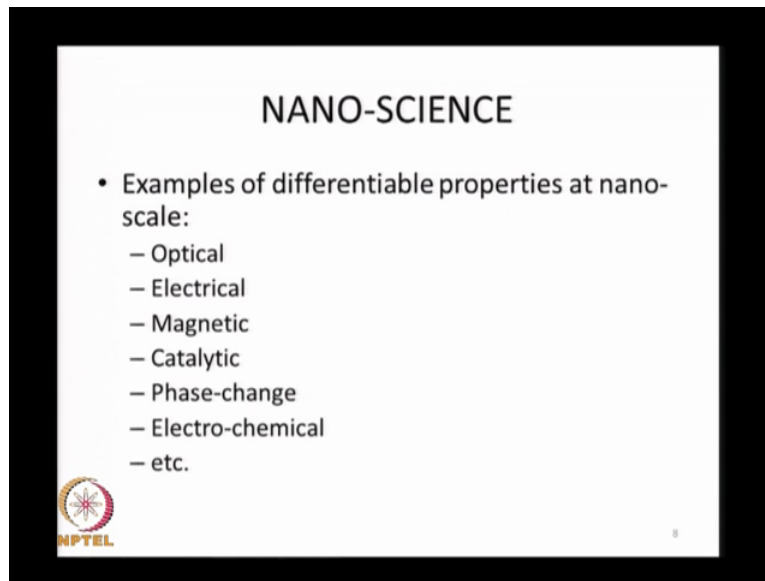 NANO-SCIENCE
• Examples of differentiable properties at nano-
scale:
– Optical
– Electrical
– Magnetic
– Catalytic
– Phase-change
– Electro-chemical
– etc.
NPTEL
8